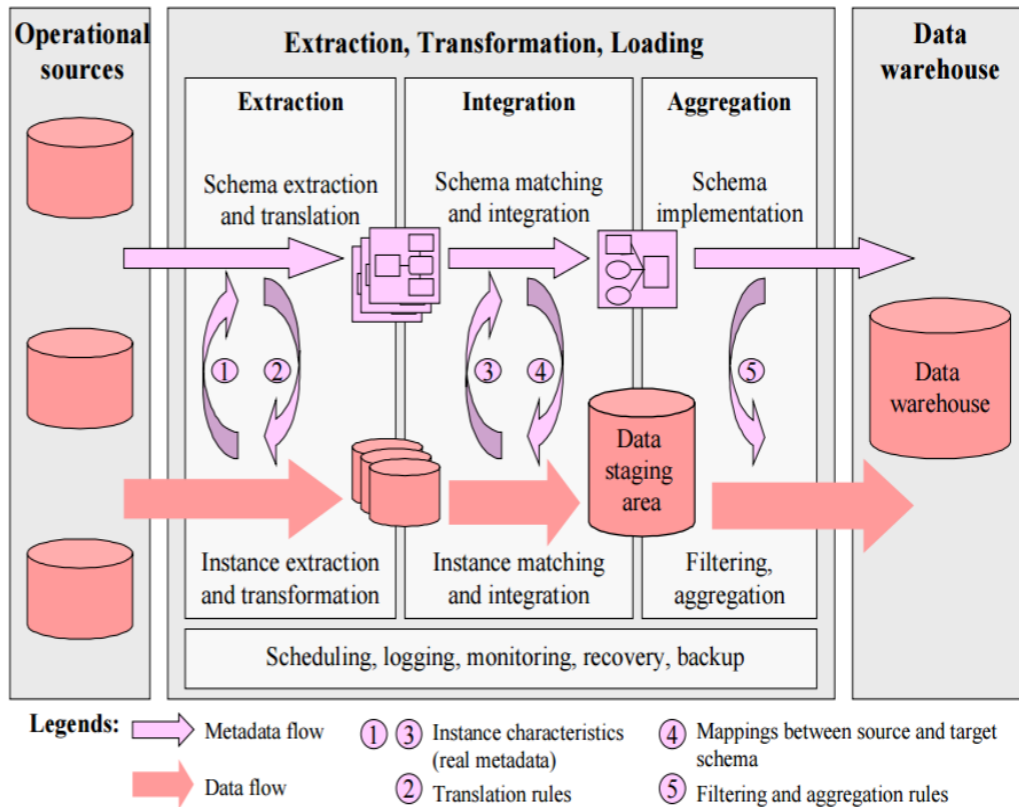 Operational
sources
Extraction, Transformation, Loading
Data
warehouse
Extraction
Integration
Aggregation
Schema extraction
and translation
Schema matching
and integration
Schema
implementation
1
2
3
4
5
Data
warehouse
Data
staging
area
Instance extraction
and transformation
Instance matching
and integration
Filtering,
aggregation
Scheduling, logging, monitoring, recovery, backup
Legends:
Metadata flow
1 3 Instance characteristics
(real metadata)
4 Mappings between source and target
schema
Data flow
2 Translation rules
5 Filtering and aggregation rules